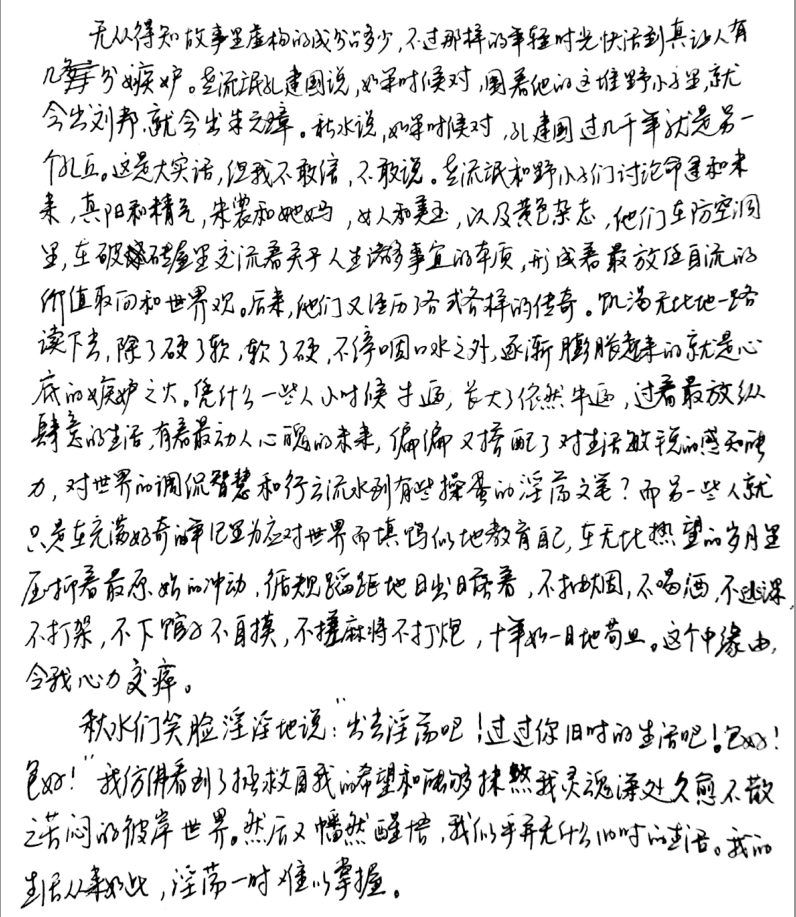 无从得知故事里虚构的成分占多少,不过那样的年轻时光快活到真让人有
几分嫉妒。老流氓孔建国说,如果时候对,围着他的这堆野小子里,就
会出刘邦,就会出朱元璋。秋水说,如果时候对,孔建国过几千年就是另一
个孔丘。这是大实话,但我不敢信,不敢说。老流氓和野小子们讨论命运和未
来,真阳和精气,朱裳和她妈,女人和美玉,以及黄色杂志,他们在防空洞
里,在破砖屋里交流着关于人生诸多事宜的本质,形成着最放任自流的
价值取向和世界观。后来,他们又经历了各式各样的传奇。饥渴无比地一路
读下去,除了硬了软,软了硬,不停咽口水之外,逐渐膨胀起来的就是心
底的嫉妒之火。凭什么一些人小时候牛逼,长大了依然牛逼,过着最放纵
肆意的生活,有着最动人心魄的未来,偏偏又搭配了对生活敏锐的感知能
力,对世界的调侃智慧和行云流水到有些操蛋的淫荡文笔?而另一些人就
只是在充满好奇的年纪里为应对世界而填鸭似地教育自己,在无比热望的岁月里
压抑着最原始的冲动,循规蹈距地日出日落着,不抽烟,不喝酒,不逃课,
不打架,不下馆子不自摸,不搓麻将不打炮,十年如一日地苟且。这个中缘由,
令我心力交瘁。
秋水们笑脸淫淫地说:"出去淫荡吧!过过你旧时的生活吧!包好!
包好!"我仿佛看到了拯救自我的希望和能够抹煞我灵魂深处久愈不散
之苦闷的彼岸世界。然后又幡然醒悟,我似乎并无什么旧时的生活。我的
生活从来如此,淫荡一时难以掌握。